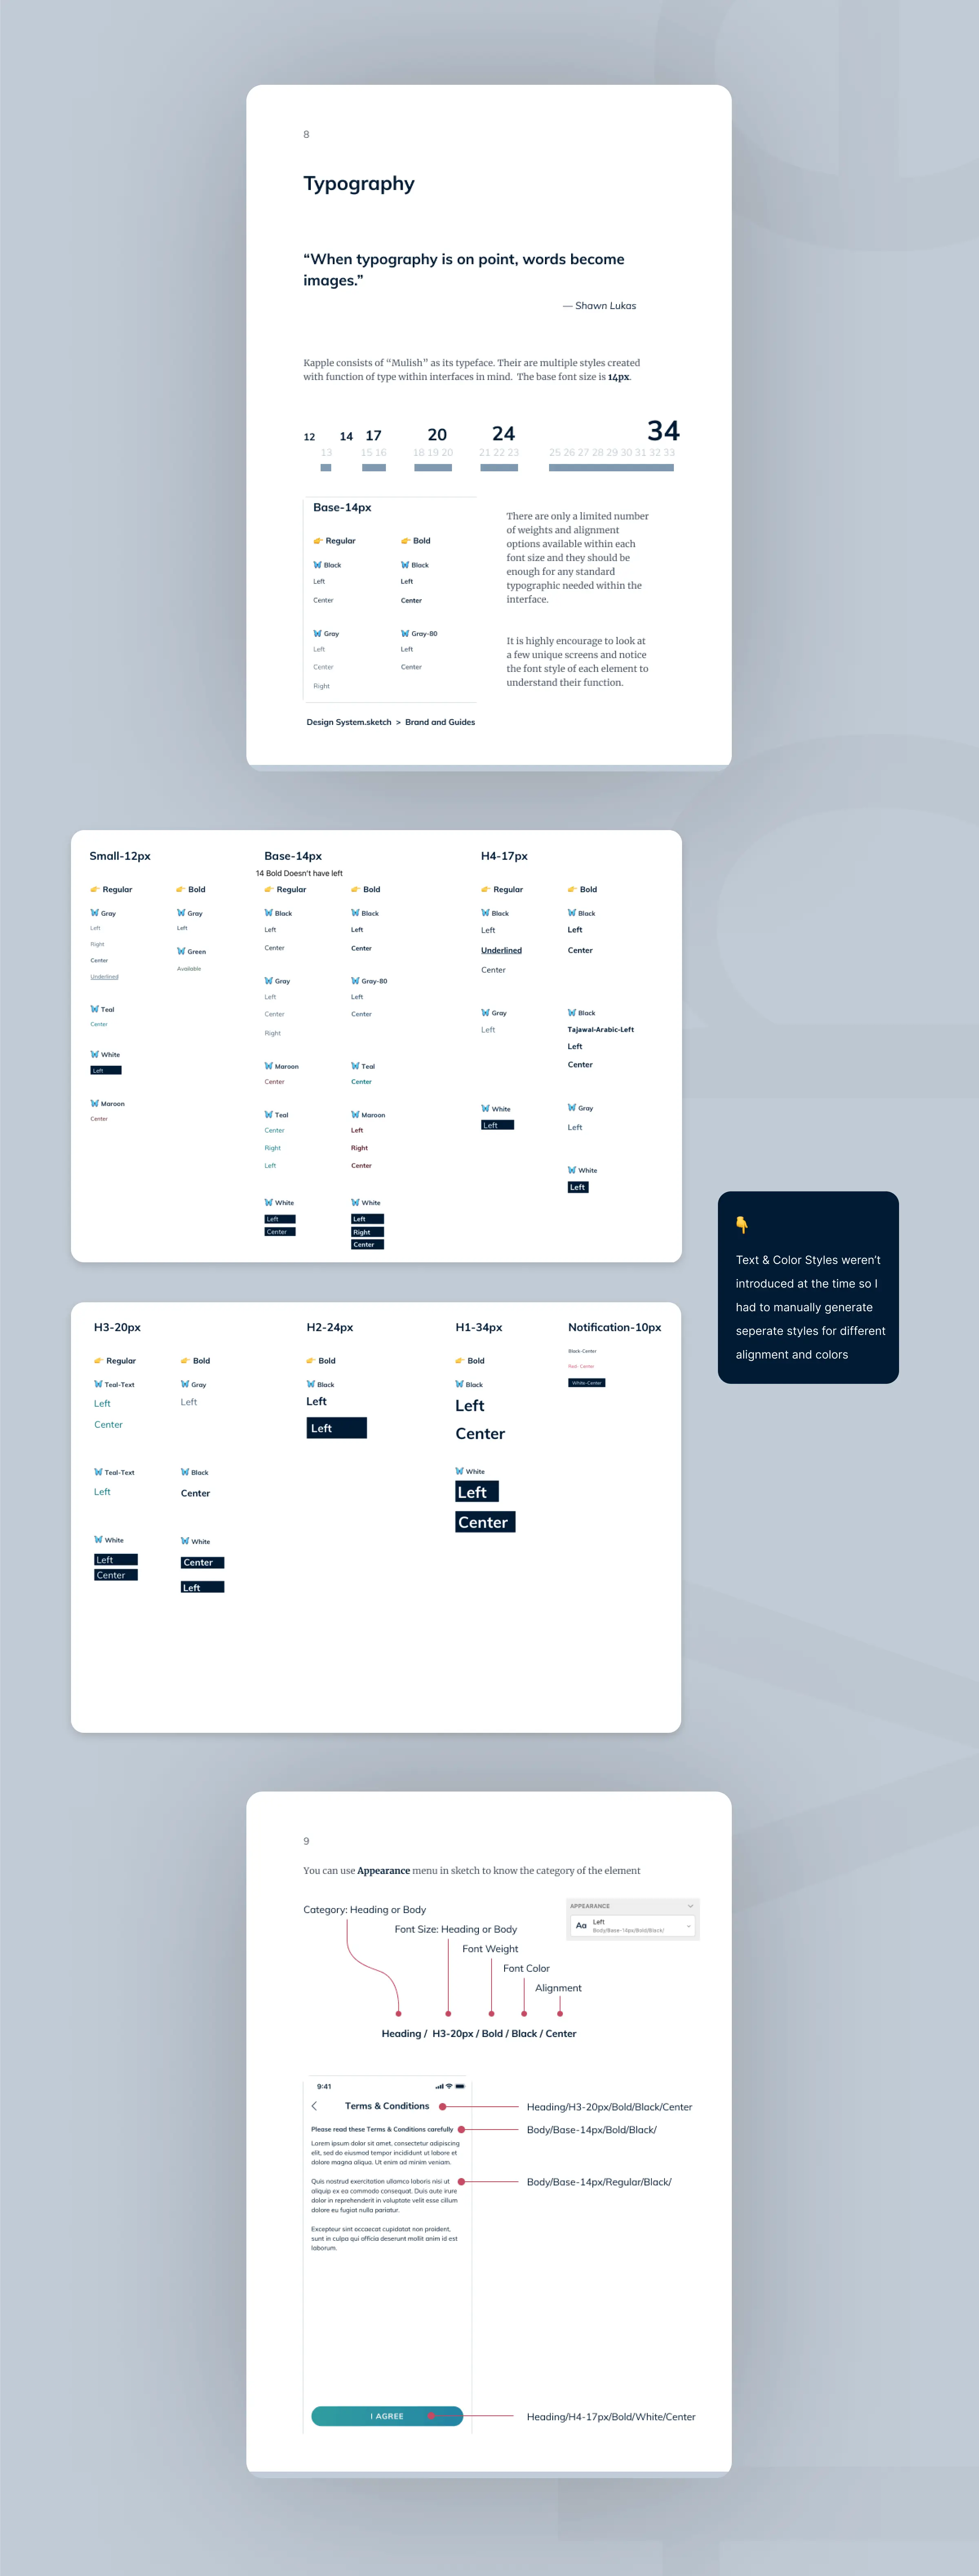 8
Typography
“When typography is on point, words become
images.”
— Shawn Lukas
Kapple consists of “Mulish” as its typeface. Their are multiple styles created
with function of type within interfaces in mind. The base font size is 14px.
12 14 17 20 24 34
13 15 16 18 19 20 21 22 23 25 26 27 28 29 30 31 32 33
Base-14px
👉 Regular
🦋 Black
Left
Center
🦋 Gray
Left
Center
Right
👉 Bold
🦋 Black
Left
Center
🦋 Gray-80
Left
Center
Design System.sketch > Brand and Guides
There are only a limited number
of weights and alignment
options available within each
font size and they should be
enough for any standard
typographic needed within the
interface.
It is highly encourage to look at
a few unique screens and notice
the font style of each element to
understand their function.
Small-12px
👉 Regular
🦋 Gray
Left
Right
Center
Underlined
🦋 Teal
Center
🦋 White
Left
🦋 Maroon
Center
👉 Bold
🦋 Gray
Left
🦋 Green
Available
Base-14px
14 Bold Doesn't have left
👉 Regular
🦋 Black
Left
Center
🦋 Gray
Left
Center
Right
🦋 Maroon
Center
🦋 Teal
Center
Right
Left
🦋 White
Left
Center
👉 Bold
🦋 Black
Left
Center
🦋 Gray-80
Left
Center
🦋 Teal
Center
🦋 Maroon
Left
Right
Center
🦋 White
Left
Right
Center
H4-17px
👉 Regular
🦋 Black
Left
Underlined
Center
🦋 Gray
Left
🦋 White
Left
👉 Bold
🦋 Black
Left
Center
🦋 Black
Tajawal-Arabic-Left
Left
Center
🦋 Gray
Left
🦋 White
Left
👇
Text & Color Styles weren’t
introduced at the time so I
had to manually generate
seperate styles for different
alignment and colors
H3-20px
👉 Regular
🦋 Teal-Text
Left
Center
🦋 Teal-Text
Left
🦋 White
Left
Center
👉 Bold
🦋 Gray
Left
🦋 Black
Center
🦋 White
Center
Left
H2-24px
👉 Bold
🦋 Black
Left
Left
H1-34px
👉 Bold
🦋 Black
Left
Center
🦋 White
Left
Center
Notification-10px
Black-Center
Red- Center
White-Center
9
You can use Appearance menu in sketch to know the category of the element
Category: Heading or Body
Font Size: Heading or Body
Font Weight
Font Color
Alignment
APPEARANCE
Aa
Left
Body/Base-14px/Bold/Black/
Heading / H3-20px / Bold / Black / Center
9:41
Terms & Conditions
Please read these Terms & Conditions carefully
Lorem ipsum dolor sit amet, consectetur adipiscing
elit, sed do eiusmod tempor incididunt ut labore et
dolore magna aliqua. Ut enim ad minim veniam.
Quis nostrud exercitation ullamco laboris nisi ut
aliquip ex ea commodo consequat. Duis aute irure
dolor in reprehenderit in voluptate velit esse cillum
dolore eu fugiat nulla pariatur.
Excepteur sint occaecat cupidatat non proident,
sunt in culpa qui officia deserunt mollit anim id est
laborum.
I AGREE
Heading/H3-20px/Bold/Black/Center
Body/Base-14px/Bold/Black/
Body/Base-14px/Regular/Black/
Heading/H4-17px/Bold/White/Center